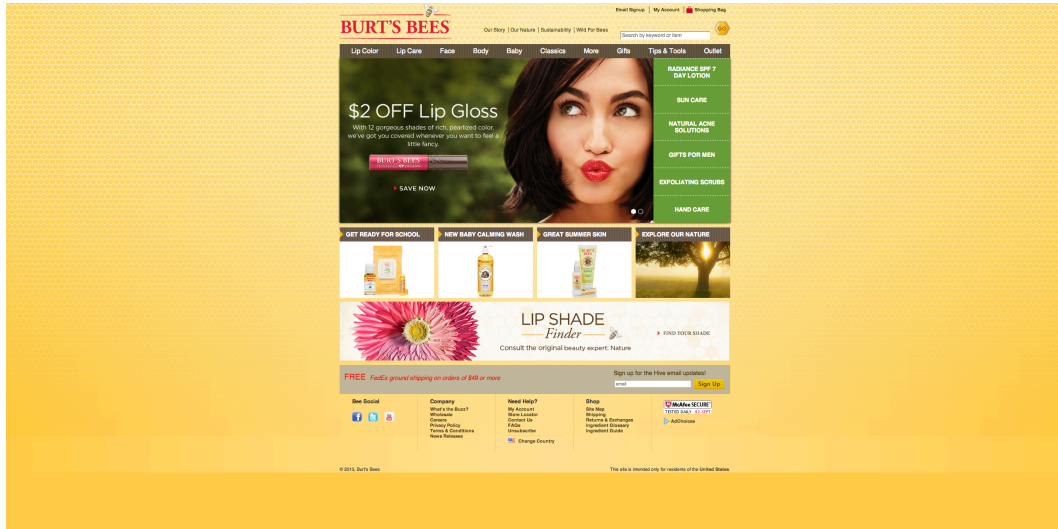 Email Signup | My Account | Shopping Bag
BURT'S BEES
Our Story | Our Nature | Sustainability | Wild For Bees
Search by keyword or item
GO
Lip Color Lip Care Face Body Baby Classics More Gifts Tips & Tools Outlet
$2 OFF Lip Gloss
With 12 gorgeous shades of rich, pearlized color,
we've got you covered whenever you want to feel a
little fancy.
BURT'S BEES
SAVE NOW
RADIANCE SPF 7
DAY LOTION
SUN CARE
NATURAL ACNE
SOLUTIONS
GIFTS FOR MEN
EXFOLIATING SCRUBS
HAND CARE
GET READY FOR SCHOOL
NEW BABY CALMING WASH
GREAT SUMMER SKIN
EXPLORE OUR NATURE
BURT'S BEES
LIP SHADE
Finder
Consult the original beauty expert: Nature
FIND YOUR SHADE
FREE FedEx ground shipping on orders of $49 or more
Sign up for the Hive email updates!
email
Sign Up
Bee Social
Company
What's the Buzz?
Wholesale
Careers
Privacy Policy
Terms & Conditions
News Releases
Need Help?
My Account
Store Locator
Contact Us
FAQs
Unsubscribe
Change Country
Shop
Site Map
Shipping
Returns & Exchanges
Ingredient Glossary
Ingredient Guide
McAfee SECURE
TESTED DAILY 02-SEPT
AdChoices
© 2013, Burt's Bees
This site is intended only for residents of the United States.